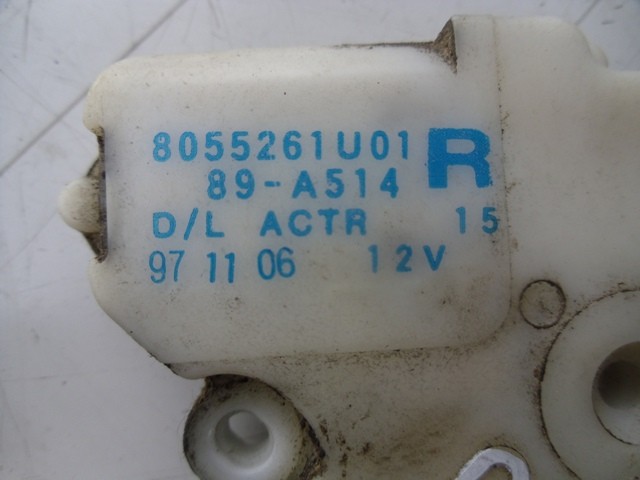 8055261U01 R
89-A514
D/L ACTR 15
97 11 06 12V